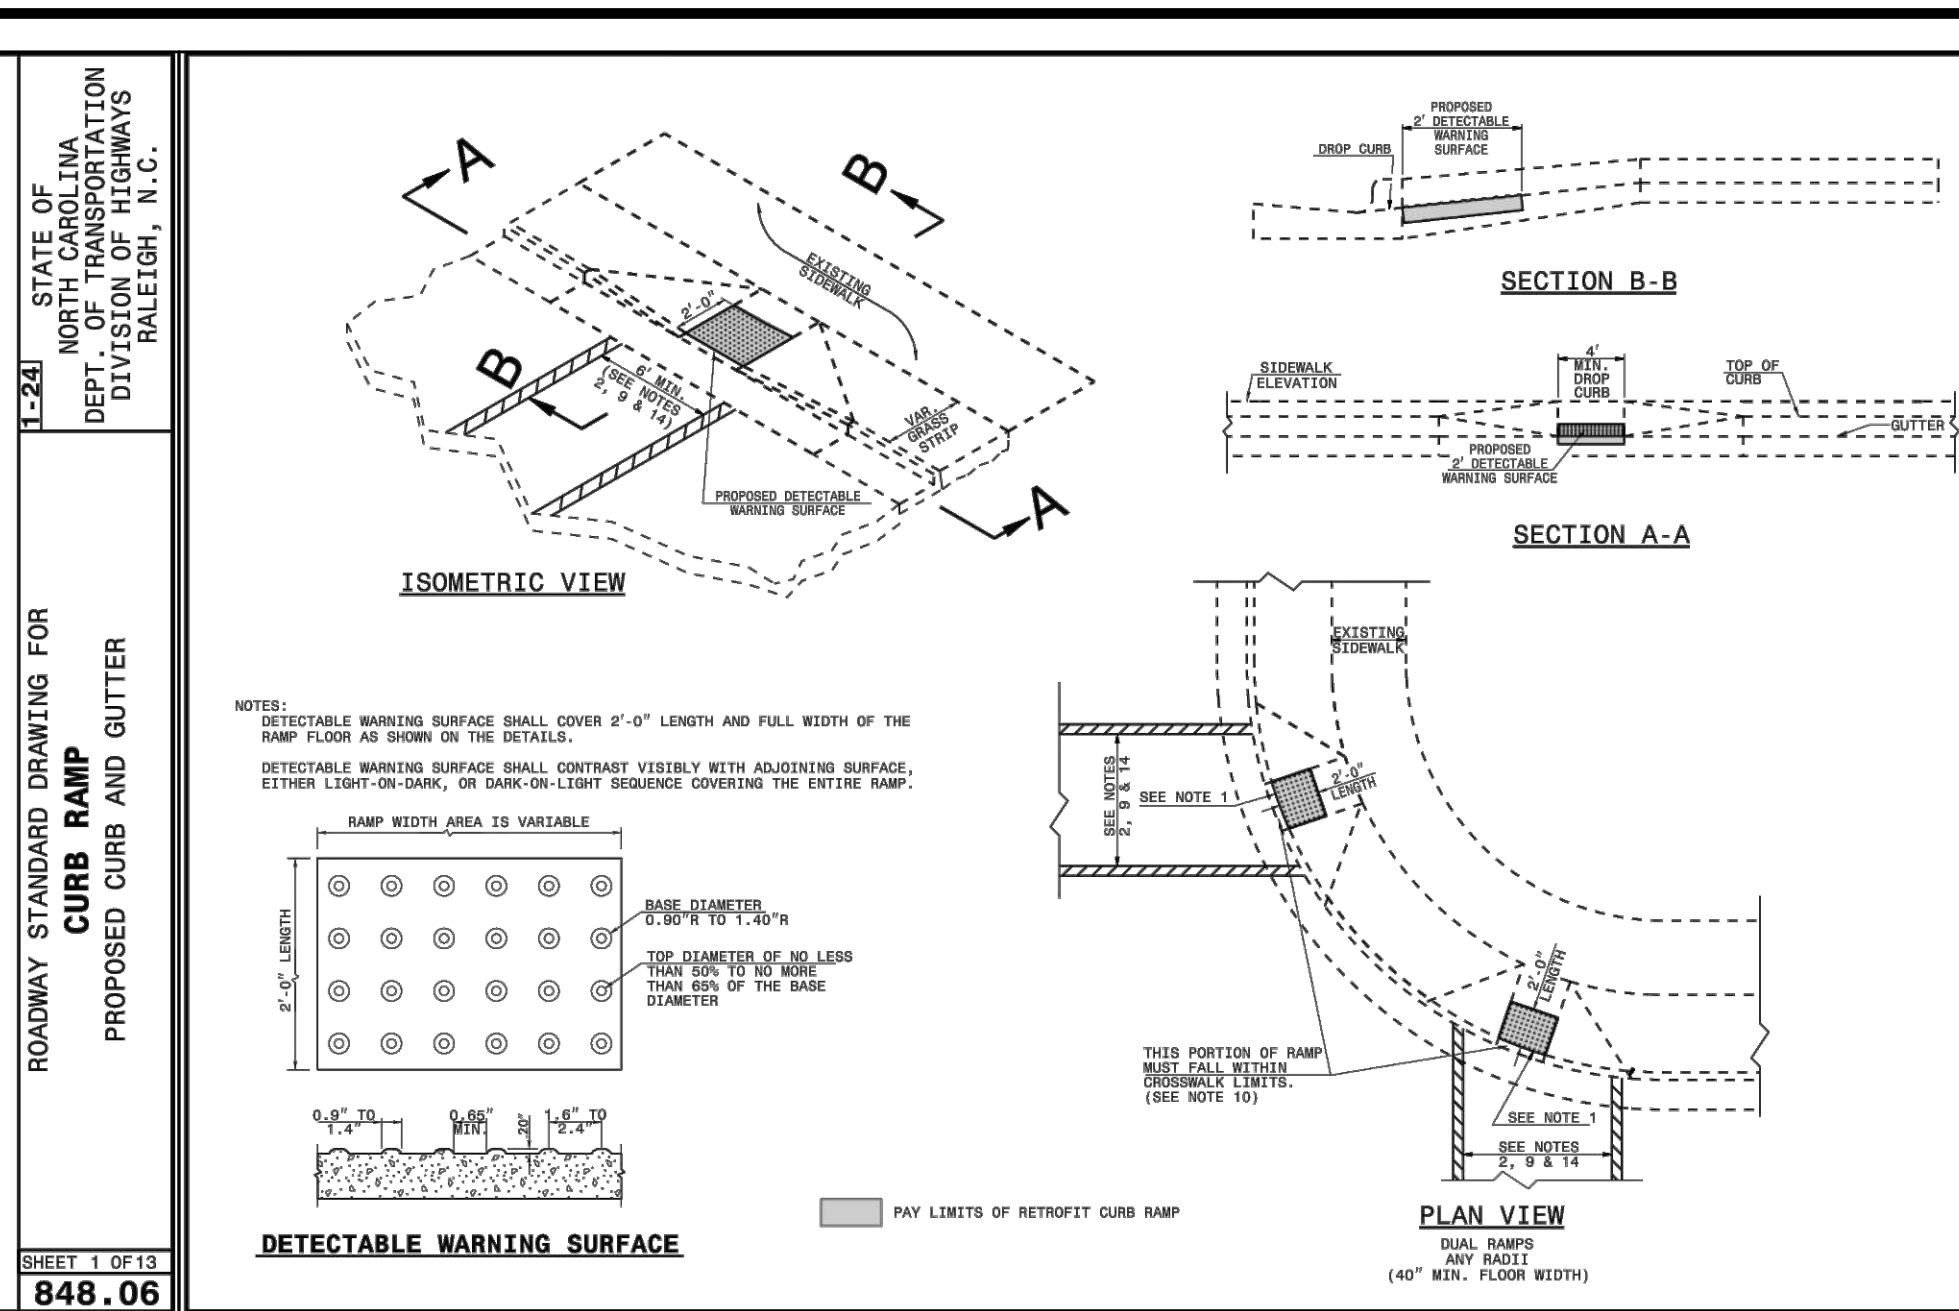 1-24
STATE OF
NORTH CAROLINA
DEPT. OF TRANSPORTATION
DIVISION OF HIGHWAYS
RALEIGH, N.C.
ROADWAY STANDARD DRAWING FOR
CURB RAMP
PROPOSED CURB AND GUTTER
SHEET 1 OF 13
848.06
A
B
EXISTING
SIDEWALK
2'-0"
B
6' MIN.
(SEE NOTES
2, 9 & 14)
VAR.
GRASS
STRIP
PROPOSED DETECTABLE
WARNING SURFACE
A
ISOMETRIC VIEW
PROPOSED
2' DETECTABLE
WARNING
SURFACE
DROP CURB
SECTION B-B
SIDEWALK
ELEVATION
4'
MIN.
DROP
CURB
TOP OF
CURB
GUTTER
PROPOSED
2' DETECTABLE
WARNING SURFACE
SECTION A-A
NOTES:
DETECTABLE WARNING SURFACE SHALL COVER 2'-0" LENGTH AND FULL WIDTH OF THE
RAMP FLOOR AS SHOWN ON THE DETAILS.
DETECTABLE WARNING SURFACE SHALL CONTRAST VISIBLY WITH ADJOINING SURFACE,
EITHER LIGHT-ON-DARK, OR DARK-ON-LIGHT SEQUENCE COVERING THE ENTIRE RAMP.
RAMP WIDTH AREA IS VARIABLE
2'-0" LENGTH
BASE DIAMETER
0.90"R TO 1.40"R
TOP DIAMETER OF NO LESS
THAN 50% TO NO MORE
THAN 65% OF THE BASE
DIAMETER
0.9" TO
1.4"
0.65"
MIN.
.20"
1.6" TO
2.4"
DETECTABLE WARNING SURFACE
PAY LIMITS OF RETROFIT CURB RAMP
EXISTING
SIDEWALK
SEE NOTES
2, 9 & 14
SEE NOTE 1
2'-0"
LENGTH
2'-0"
LENGTH
THIS PORTION OF RAMP
MUST FALL WITHIN
CROSSWALK LIMITS.
(SEE NOTE 10)
SEE NOTE 1
SEE NOTES
2, 9 & 14
PLAN VIEW
DUAL RAMPS
ANY RADII
(40" MIN. FLOOR WIDTH)